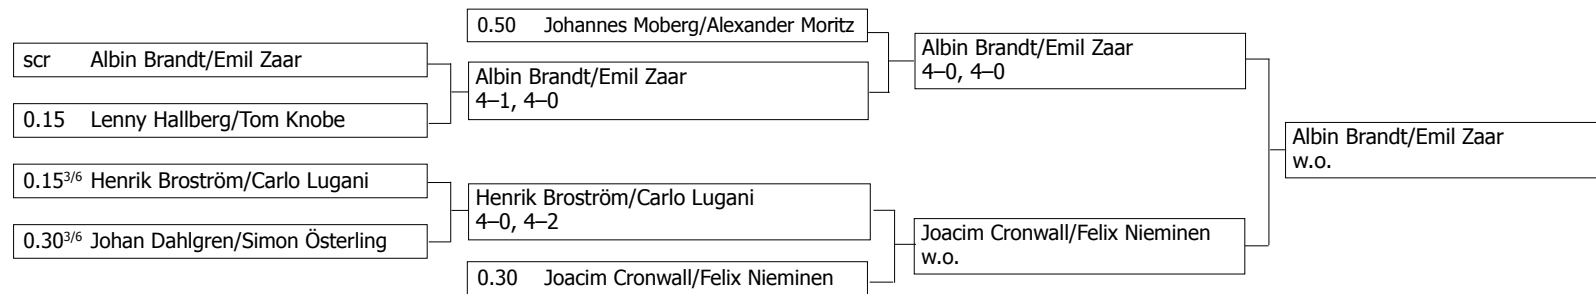 0.50 Johannes Moberg/Alexander Moritz
scr Albin Brandt/Emil Zaar
Albin Brandt/Emil Zaar
4–1, 4–0
0.15 Lenny Hallberg/Tom Knobe
0.15³/⁶ Henrik Broström/Carlo Lugani
Henrik Broström/Carlo Lugani
4–0, 4–2
0.30³/⁶ Johan Dahlgren/Simon Österling
0.30 Joacim Cronwall/Felix Nieminen
Albin Brandt/Emil Zaar
4–0, 4–0
Joacim Cronwall/Felix Nieminen
w.o.
Albin Brandt/Emil Zaar
w.o.